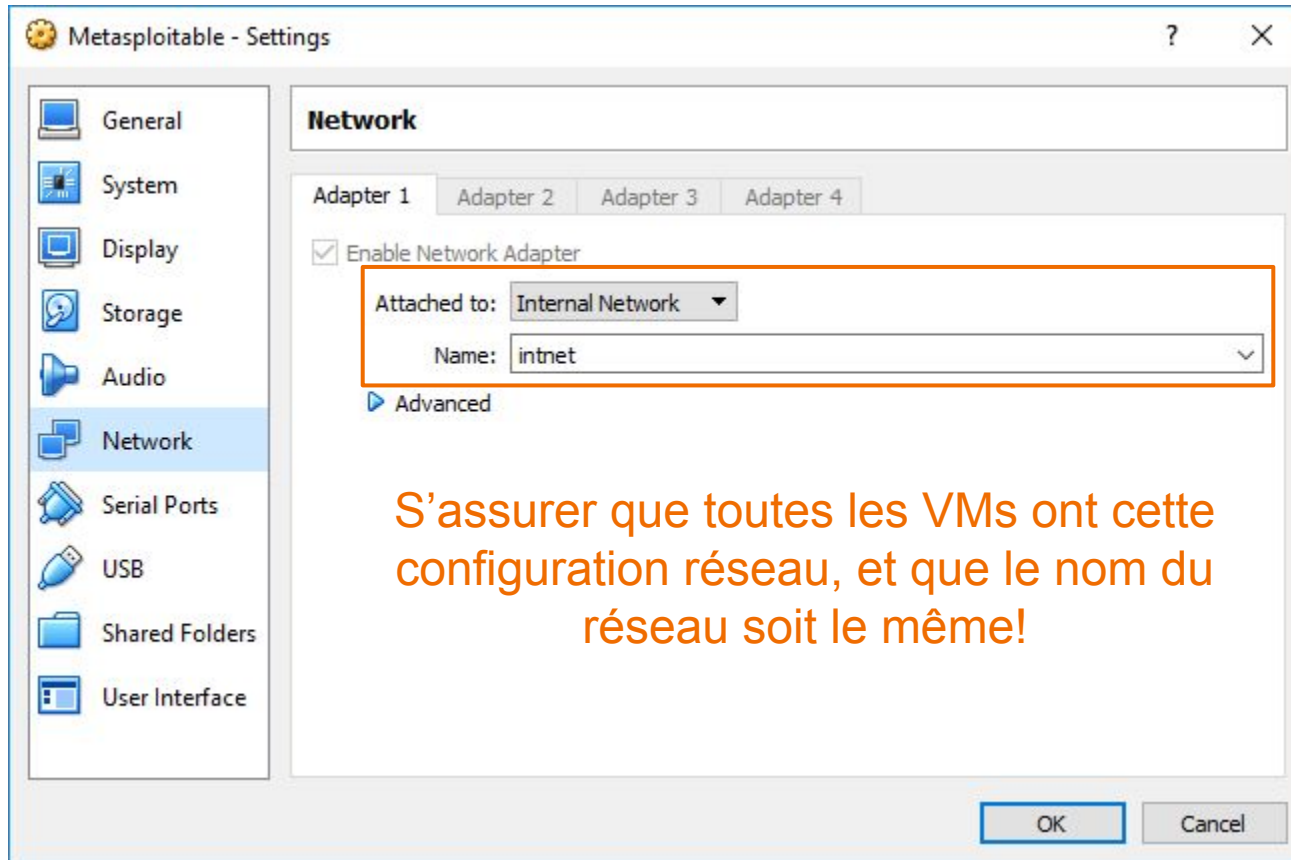 Metasploitable - Settings
?
General
System
Display
Storage
Audio
Network
Serial Ports
USB
Shared Folders
User Interface
Network
Adapter 1
Adapter 2
Adapter 3
Adapter 4
Enable Network Adapter
Attached to: Internal Network
Name: intnet
Advanced
S’assurer que toutes les VMs ont cette
configuration réseau, et que le nom du
réseau soit le même!
OK
Cancel